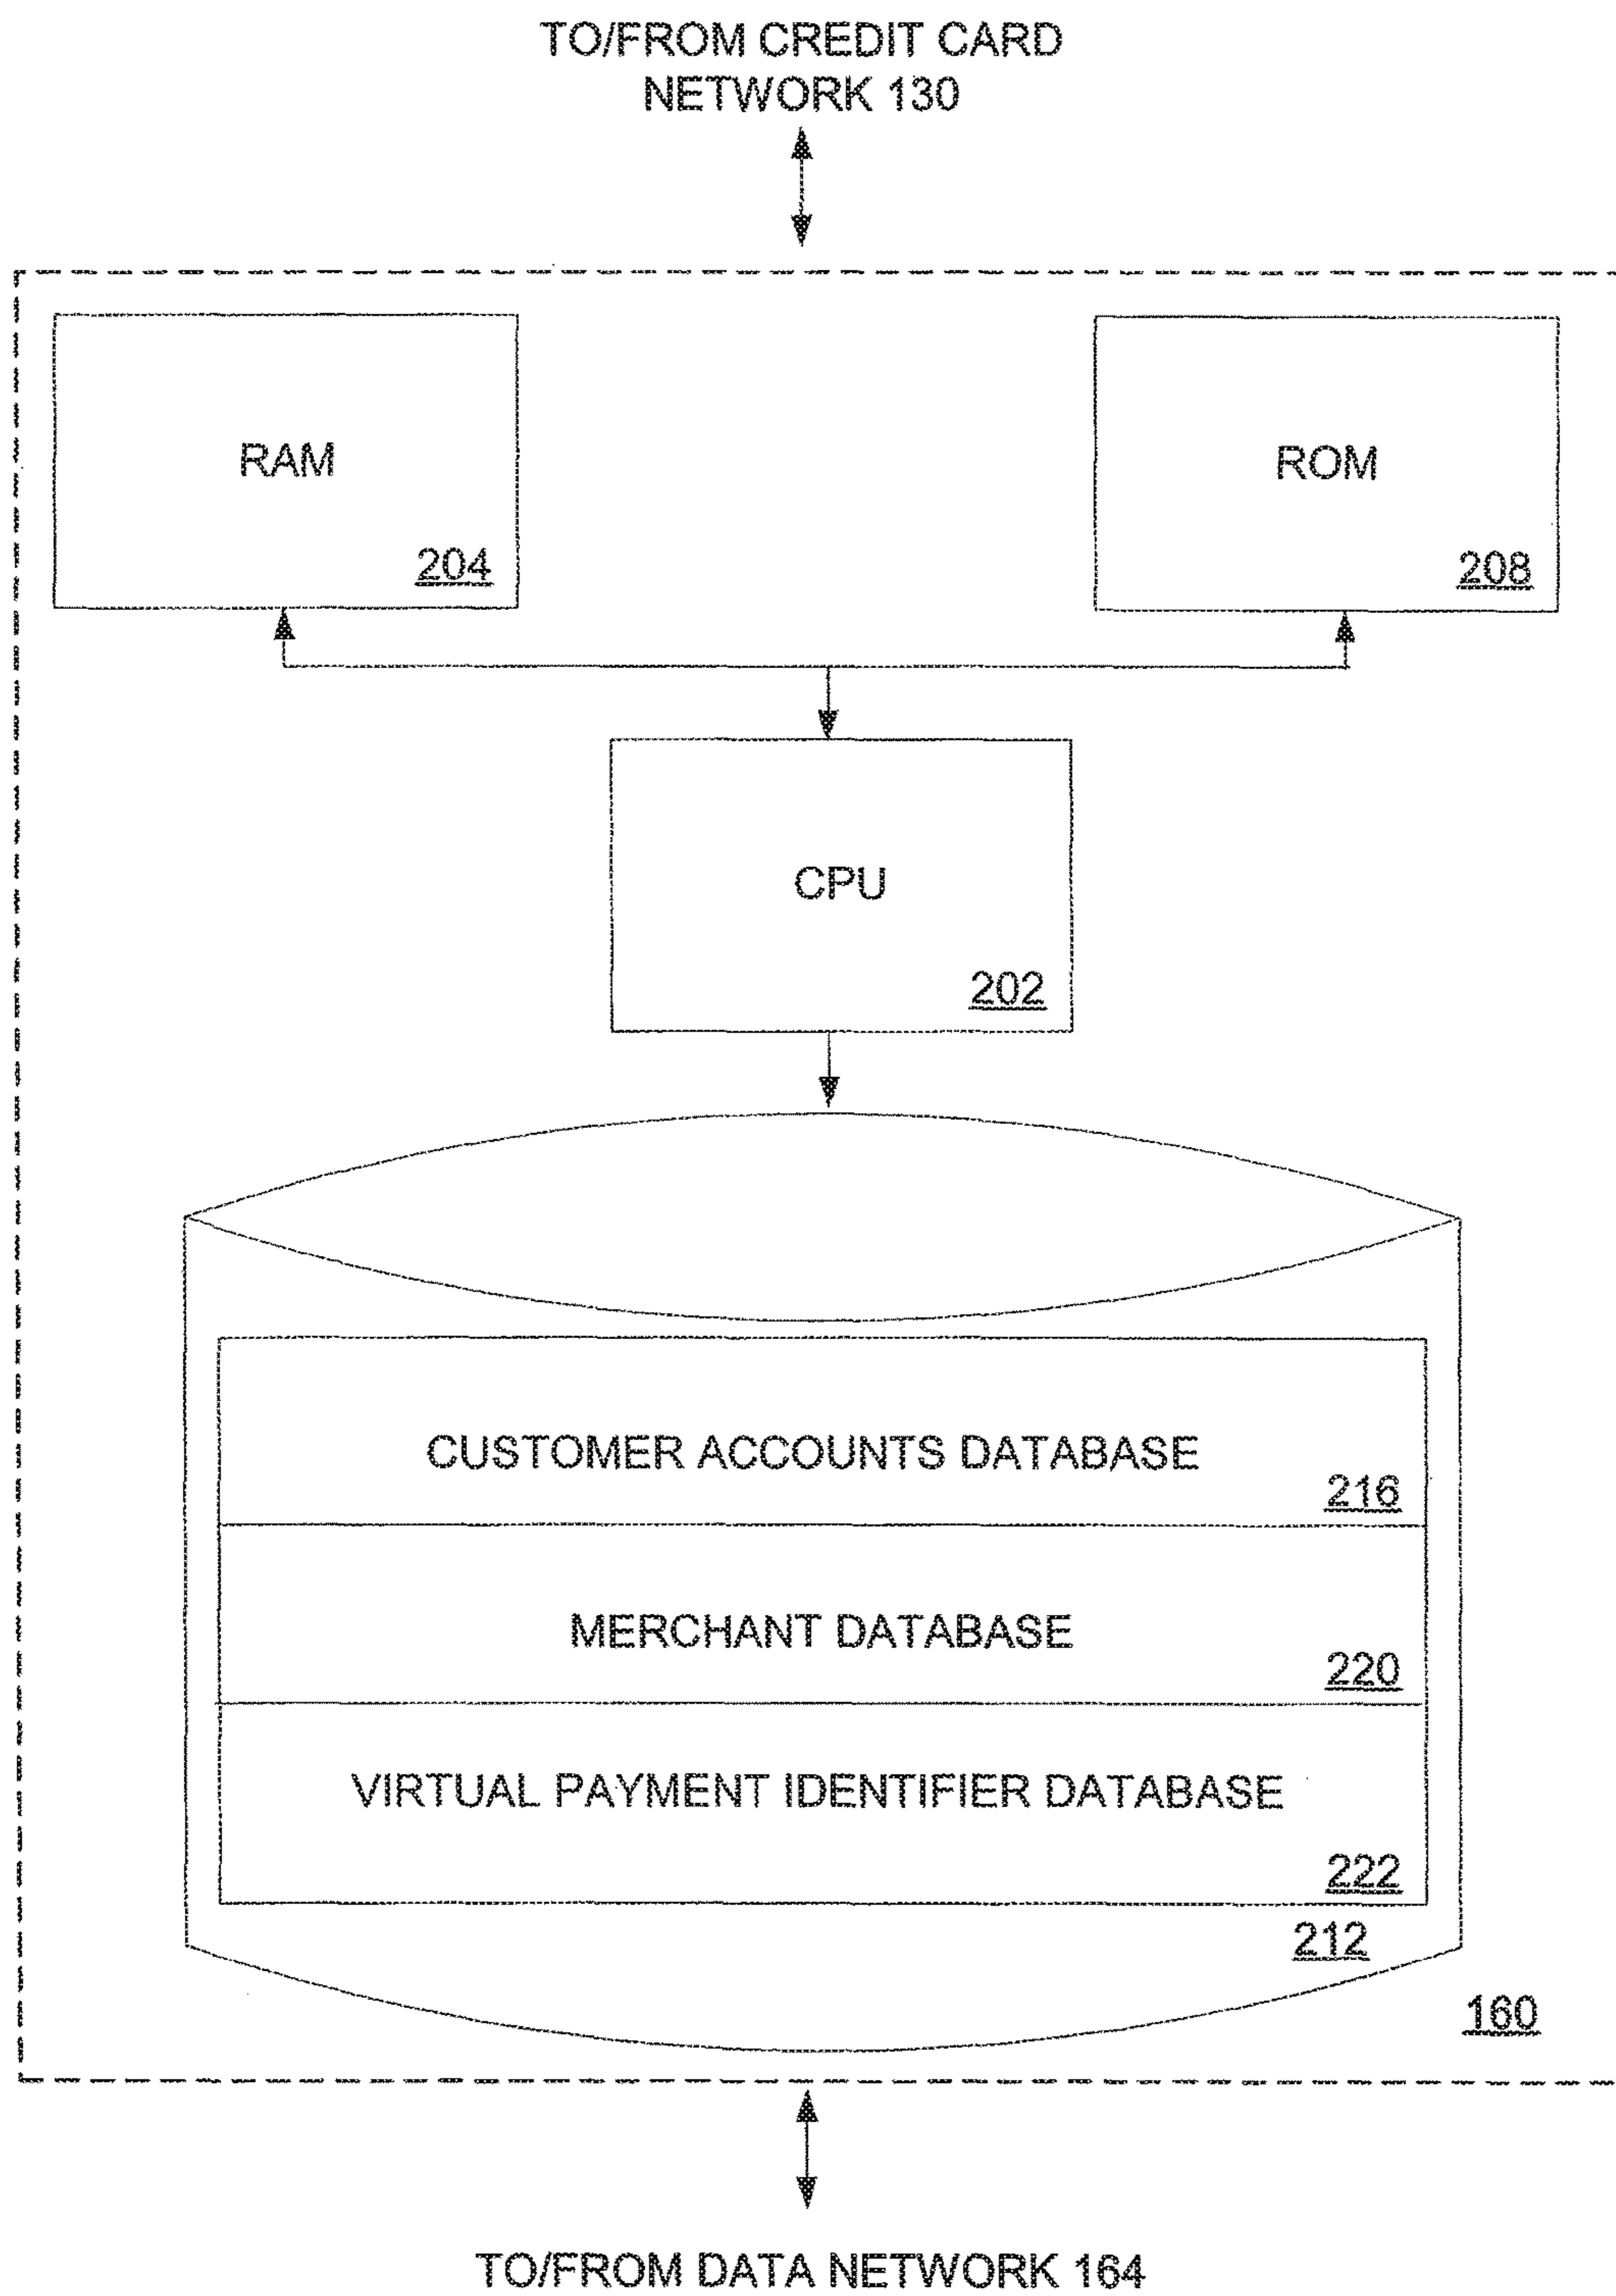 TO/FROM CREDIT CARD
NETWORK 130
RAM
204
ROM
208
CPU
202
CUSTOMER ACCOUNTS DATABASE
216
MERCHANT DATABASE
220
VIRTUAL PAYMENT IDENTIFIER DATABASE
222
212
160
TO/FROM DATA NETWORK 164